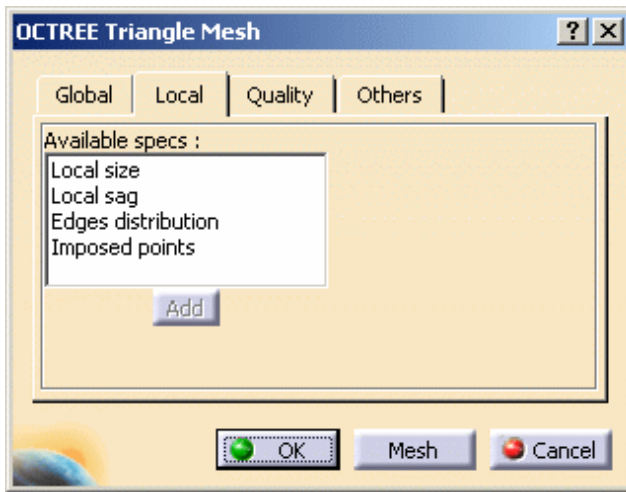 OCTREE Triangle Mesh
Global Local Quality Others
Available specs :
Local size
Local sag
Edges distribution
Imposed points
Add
OK Mesh Cancel